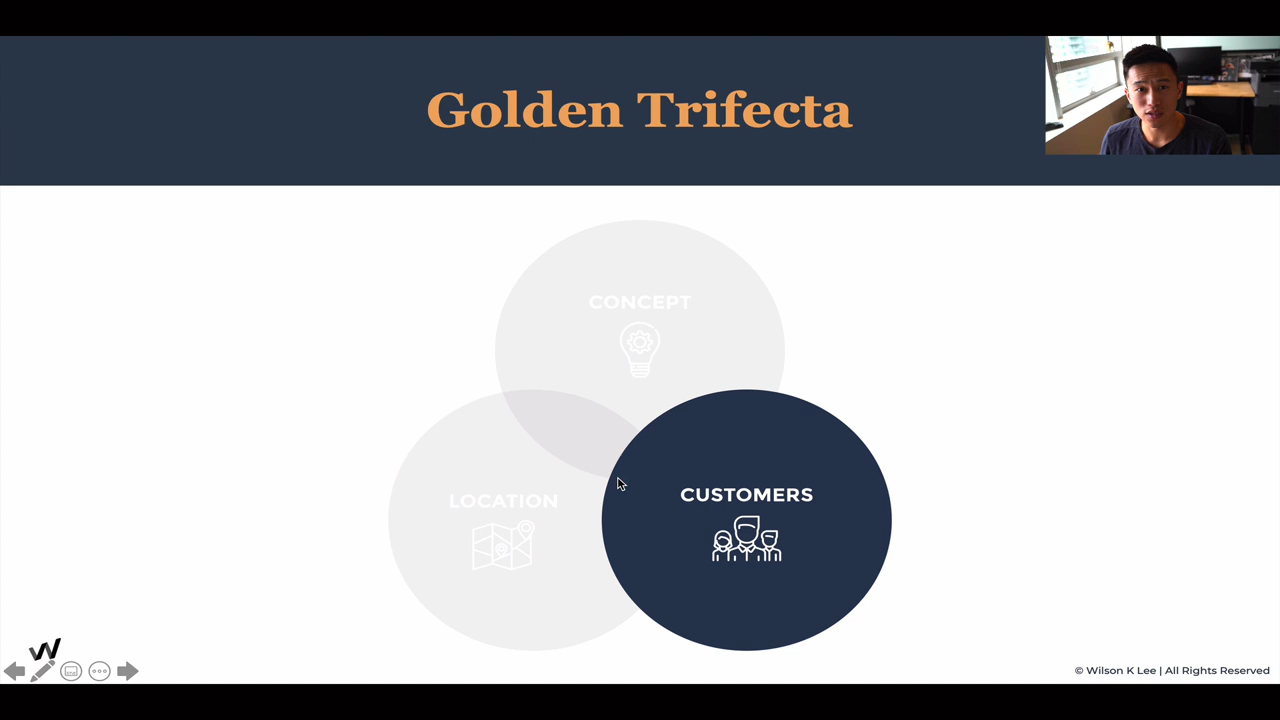 Golden Trifecta
CONCEPT
LOCATION
CUSTOMERS
W
© Wilson K Lee | All Rights Reserved